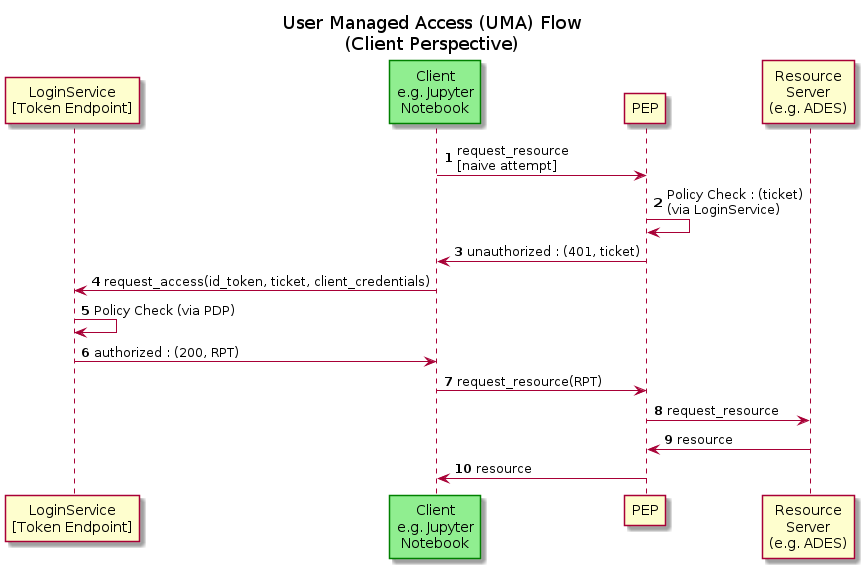 User Managed Access (UMA) Flow
(Client Perspective)
LoginService
[Token Endpoint]
Client
e.g. Jupyter
Notebook
PEP
Resource
Server
(e.g. ADES)
1 request_resource
[naive attempt]
2 Policy Check : (ticket)
(via LoginService)
3 unauthorized : (401, ticket)
4 request_access(id_token, ticket, client_credentials)
5 Policy Check (via PDP)
6 authorized : (200, RPT)
7 request_resource(RPT)
8 request_resource
9 resource
10 resource
LoginService
[Token Endpoint]
Client
e.g. Jupyter
Notebook
PEP
Resource
Server
(e.g. ADES)